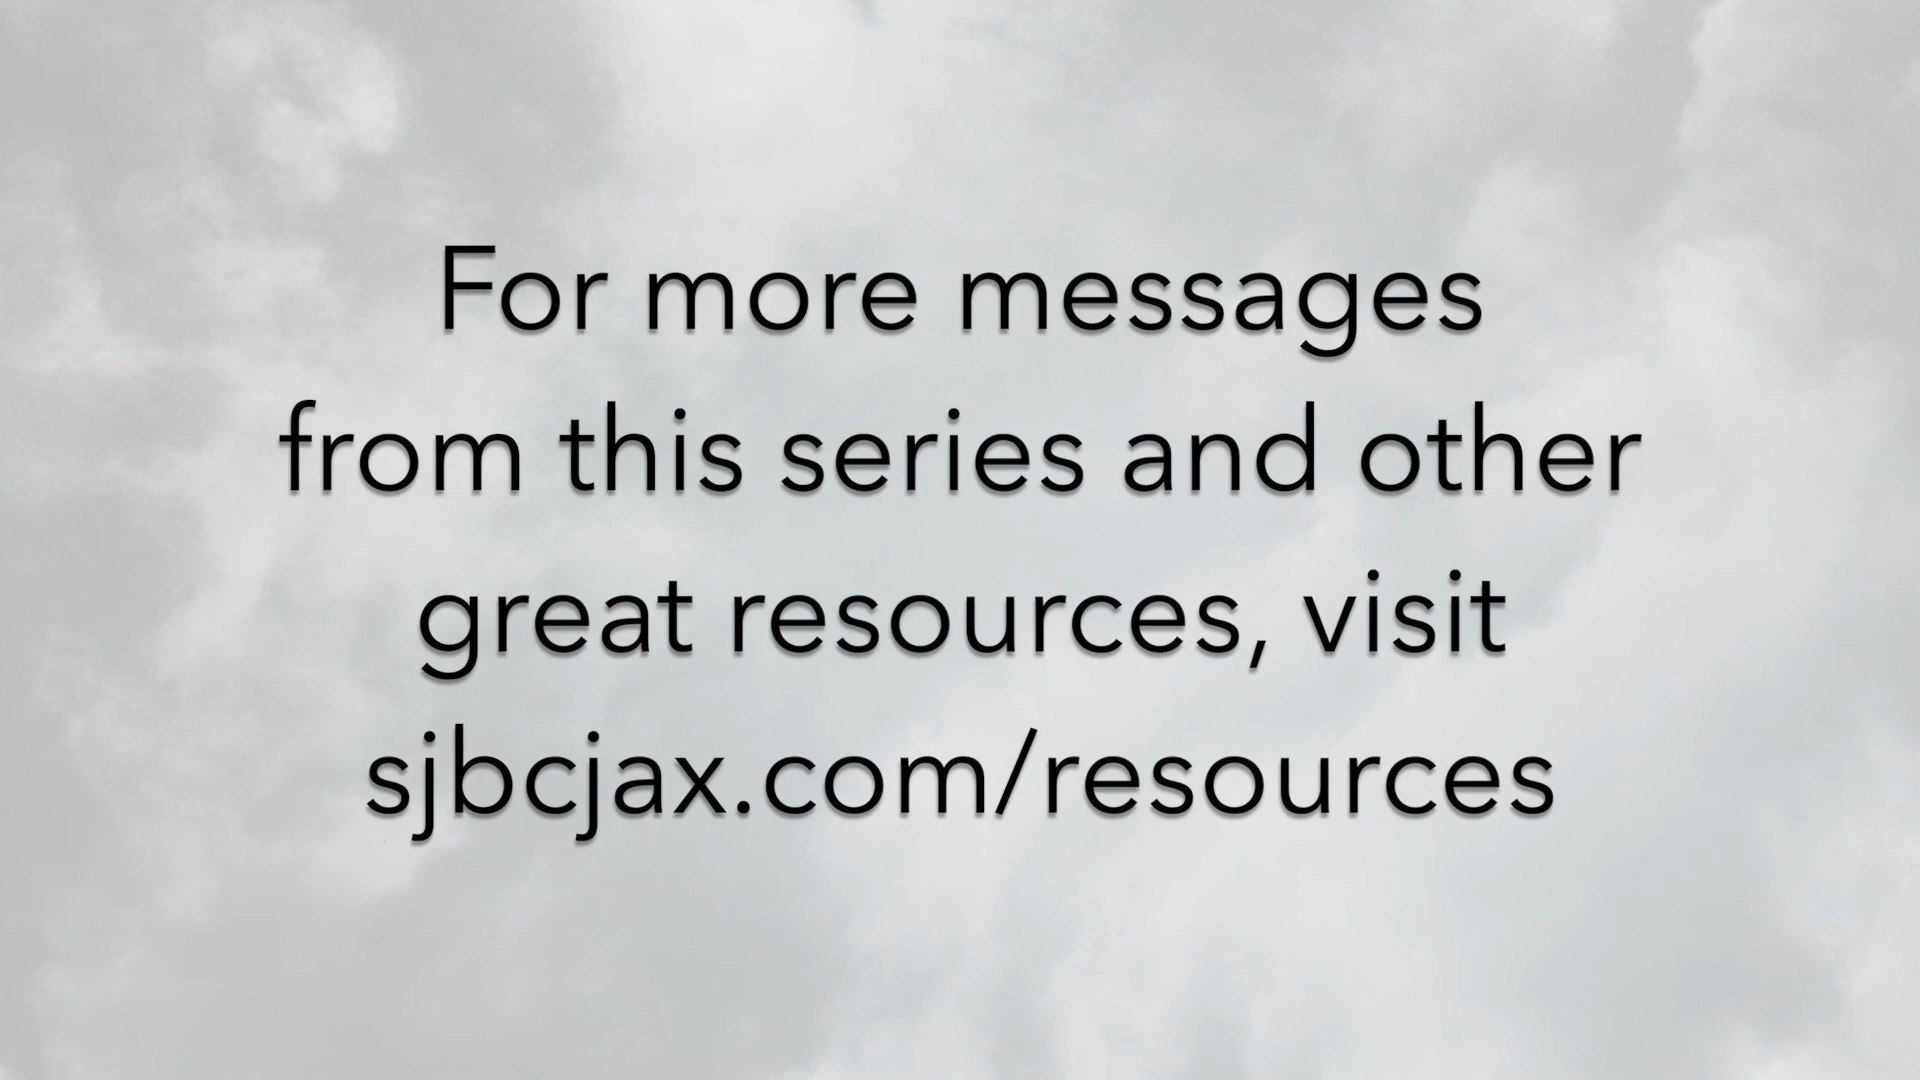 For more messages
from this series and other
great resources, visit
sjbcjax.com/resources